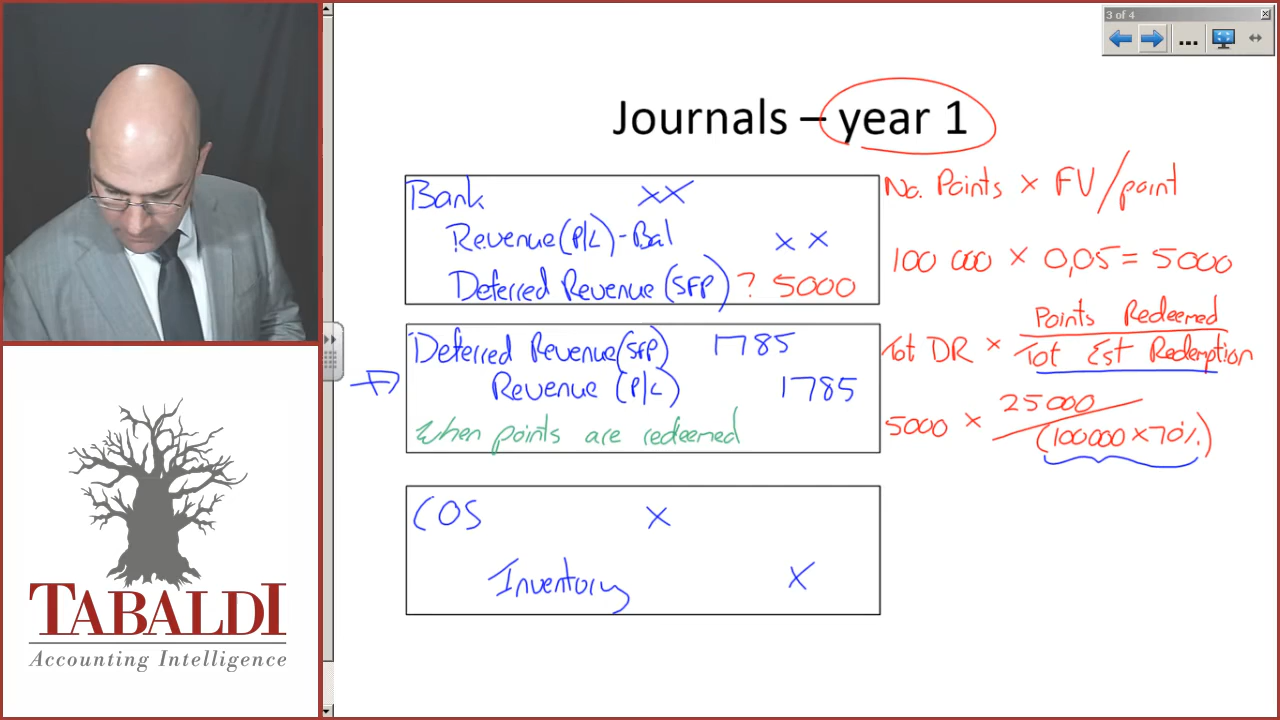 3 of 4
Journals – year 1
Bank xx
Revenue (P/L) - Bal x x
Deferred Revenue (SFP) ? 5000
No. Points × FV/point
100 000 × 0,05 = 5000
Deferred Revenue (SFP) 1785
Revenue (P/L) 1785
When points are redeemed
Tot DR × Points Redeemed
Tot Est Redemption
5000 × 25000
(100000 × 70%)
COS x
Inventory x
TABALDI
Accounting Intelligence